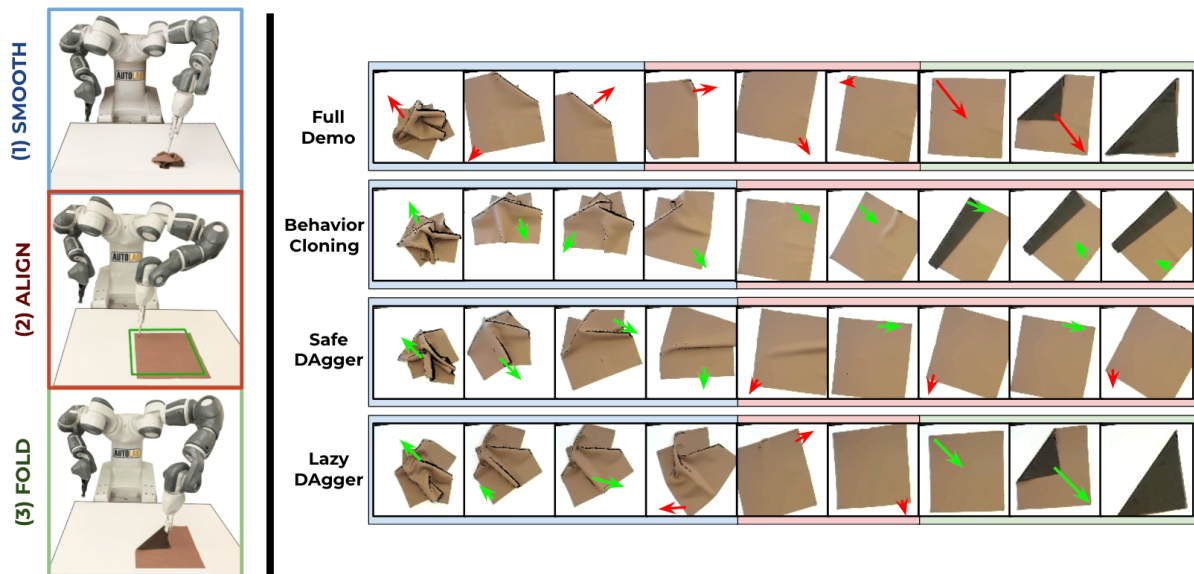 (1) SMOOTH
AUTOLAB
(2) ALIGN
AUTOLAB
(3) FOLD
AUTOLAB
Full
Demo
Behavior
Cloning
Safe
DAgger
Lazy
DAgger